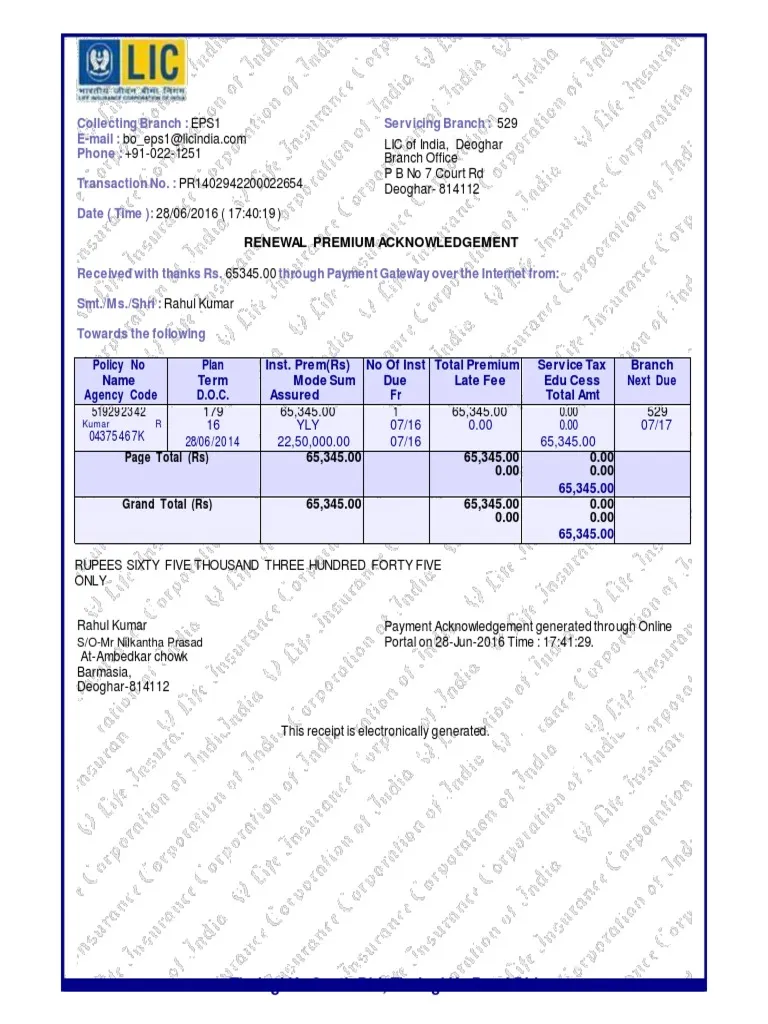 LIC
भारतीय जीवन बीमा निगम
LIFE INSURANCE CORPORATION OF INDIA
Collecting Branch : EPS1
E-mail : bo_eps1@licindia.com
Phone : +91-022-1251
Transaction No. : PR1402942200022654
Date ( Time ): 28/06/2016 ( 17:40:19 )
Servicing Branch : 529
LIC of India, Deoghar
Branch Office
P B No 7 Court Rd
Deoghar- 814112
RENEWAL PREMIUM ACKNOWLEDGEMENT
Received with thanks Rs. 65345.00 through Payment Gateway over the Internet from:
Smt./Ms./Shri : Rahul Kumar
Towards the following
Policy No Plan Inst. Prem(Rs) No Of Inst Total Premium Service Tax Branch
Name Term Mode Sum Due Late Fee Edu Cess Next Due
Agency Code D.O.C. Assured Fr Total Amt
519292342 179 65,345.00 1 65,345.00 0.00 529
Kumar R 16 YLY 07/16 0.00 0.00 07/17
04375467K 28/06/2014 22,50,000.00 07/16 65,345.00
Page Total (Rs) 65,345.00 65,345.00 0.00
0.00 0.00
65,345.00
Grand Total (Rs) 65,345.00 65,345.00 0.00
0.00 0.00
65,345.00
RUPEES SIXTY FIVE THOUSAND THREE HUNDRED FORTY FIVE
ONLY
Rahul Kumar
S/O-Mr Nilkantha Prasad
At-Ambedkar chowk
Barmasia,
Deoghar-814112
Payment Acknowledgement generated through Online
Portal on 28-Jun-2016 Time : 17:41:29.
This receipt is electronically generated.
Life Insurance Corporation of India